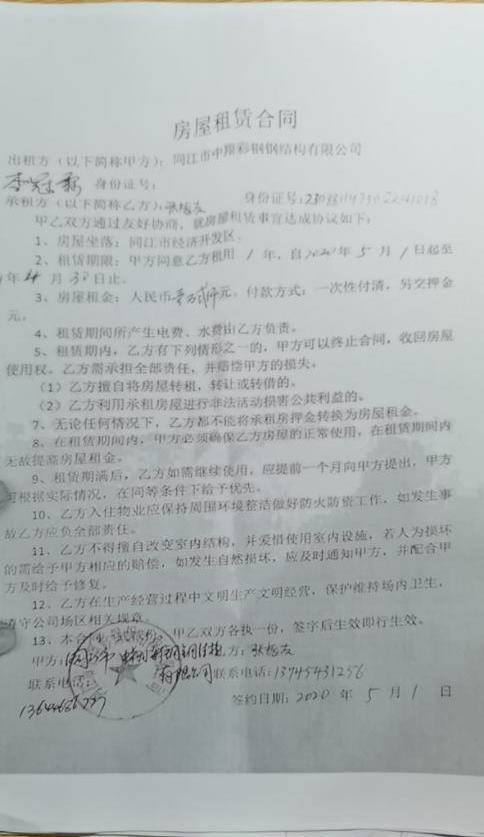 房屋租赁合同
出租方（以下简称甲方）：同江市中翔彩钢钢结构有限公司
身份证号：
承租方（以下简称乙方）：张 友 身份证号：
甲乙双方通过友好协商，就房屋租赁事宜达成协议如下：
1、房屋坐落：同江市经济开发区。
2、租赁期限：甲方同意乙方租用 1 年，自2020年 5 月 1 日起至
年 4 月 30 日止。
3、房屋租金：人民币 元，付款方式：一次性付清，另交押金
元。
4、租赁期间所产生电费、水费由乙方负责。
5、租赁期内，乙方有下列情形之一的，甲方可以终止合同，收回房屋
使用权。乙方需承担全部责任，并赔偿甲方的损失。
（1）乙方擅自将房屋转租，转让或转借的。
（2）乙方利用承租房屋进行非法活动损害公共利益的。
7、无论任何情况下，乙方都不能将承租房押金转换为房屋租金。
8、在租赁期间内，甲方必须确保乙方房屋的正常使用，在租赁期间内
无故提高房屋租金。
9、租赁期满后，乙方如需继续使用，应提前一个月向甲方提出，甲方
可根据实际情况，在同等条件下给予优先。
10、乙方入住物业应保持周围环境整洁做好防火防资工作，如发生事
故乙方应负全部责任。
11、乙方不得擅自改变室内结构，并爱惜使用室内设施，若人为损坏
的需给予甲方相应的赔偿，如发生自然损坏，应及时通知甲方，并配合甲
方及时给予修复。
12、乙方在生产经营过程中文明生产文明经营，保护维持场内卫生，
遵守公司场区相关规章。
13、本合 甲乙双方各执一份，签字后生效即行生效。
甲方：同江市中翔彩钢钢结构 乙方：张 友
有限公司
联系电话： 联系电话：13945431256
签约日期：2020 年 5 月 1 日